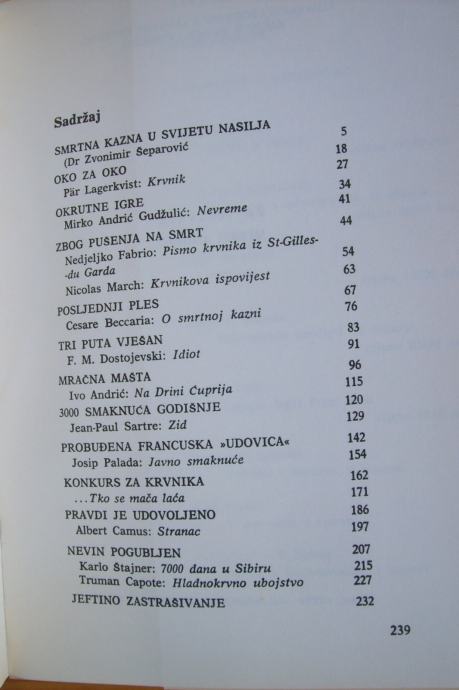 Sadržaj
SMRTNA KAZNA U SVIJETU NASILJA 5
(Dr Zvonimir Šeparović 18
OKO ZA OKO 27
Pär Lagerkvist: Krvnik
OKRUTNE IGRE 34
Mirko Andrić Gudžulić: Nevreme 41
ZBOG PUŠENJA NA SMRT 44
Nedjeljko Fabrio: Pismo krvnika iz St-Gilles-
-du Garda 54
Nicolas March: Krvnikova ispovijest 63
POSLJEDNJI PLES 67
Cesare Beccaria: O smrtnoj kazni 76
TRI PUTA VJEŠAN 83
F. M. Dostojevski: Idiot 91
MRAČNA MAŠTA 96
Ivo Andrić: Na Drini Ćuprija 115
3000 SMAKNUĆA GODIŠNJE 120
Jean-Paul Sartre: Zid 129
PROBUĐENA FRANCUSKA »UDOVICA« 142
Josip Palada: Javno smaknuće 154
KONKURS ZA KRVNIKA 162
...Tko se mača laća 171
PRAVDI JE UDOVOLJENO 186
Albert Camus: Stranac 197
NEVIN POGUBLJEN 207
Karlo Štajner: 7000 dana u Sibiru 215
Truman Capote: Hladnokrvno ubojstvo 227
JEFTINO ZASTRAŠIVANJE 232
239